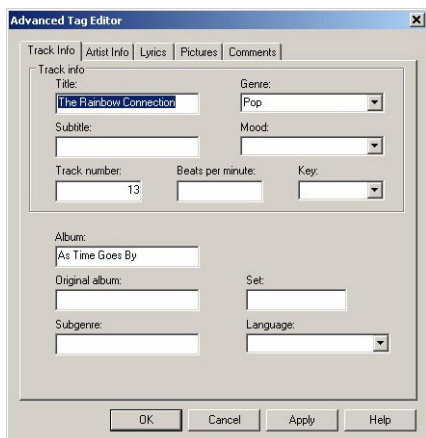 Advanced Tag Editor
Track Info Artist Info Lyrics Pictures Comments
Track info
Title: Genre:
The Rainbow Connection Pop
Subtitle: Mood:
Track number: Beats per minute: Key:
13
Album:
As Time Goes By
Original album: Set:
Subgenre: Language:
OK Cancel Apply Help